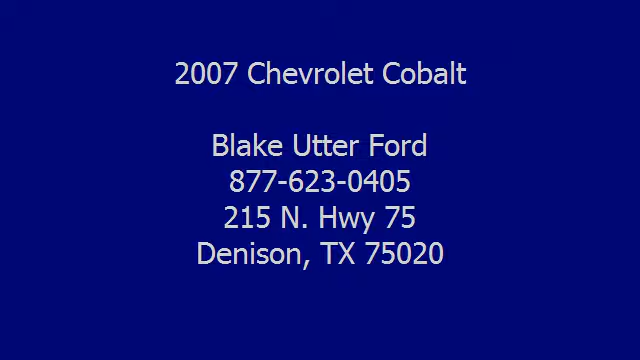 2007 Chevrolet Cobalt
Blake Utter Ford
877-623-0405
215 N. Hwy 75
Denison, TX 75020